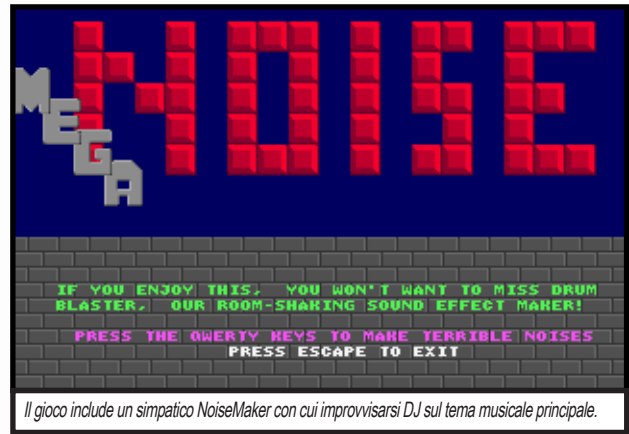 NOISE
MEGA
IF YOU ENJOY THIS, YOU WON'T WANT TO MISS DRUM
BLASTER, OUR ROOM-SHAKING SOUND EFFECT MAKER!
PRESS THE QWERTY KEYS TO MAKE TERRIBLE NOISES
PRESS ESCAPE TO EXIT
Il gioco include un simpatico NoiseMaker con cui improvvisarsi DJ sul tema musicale principale.